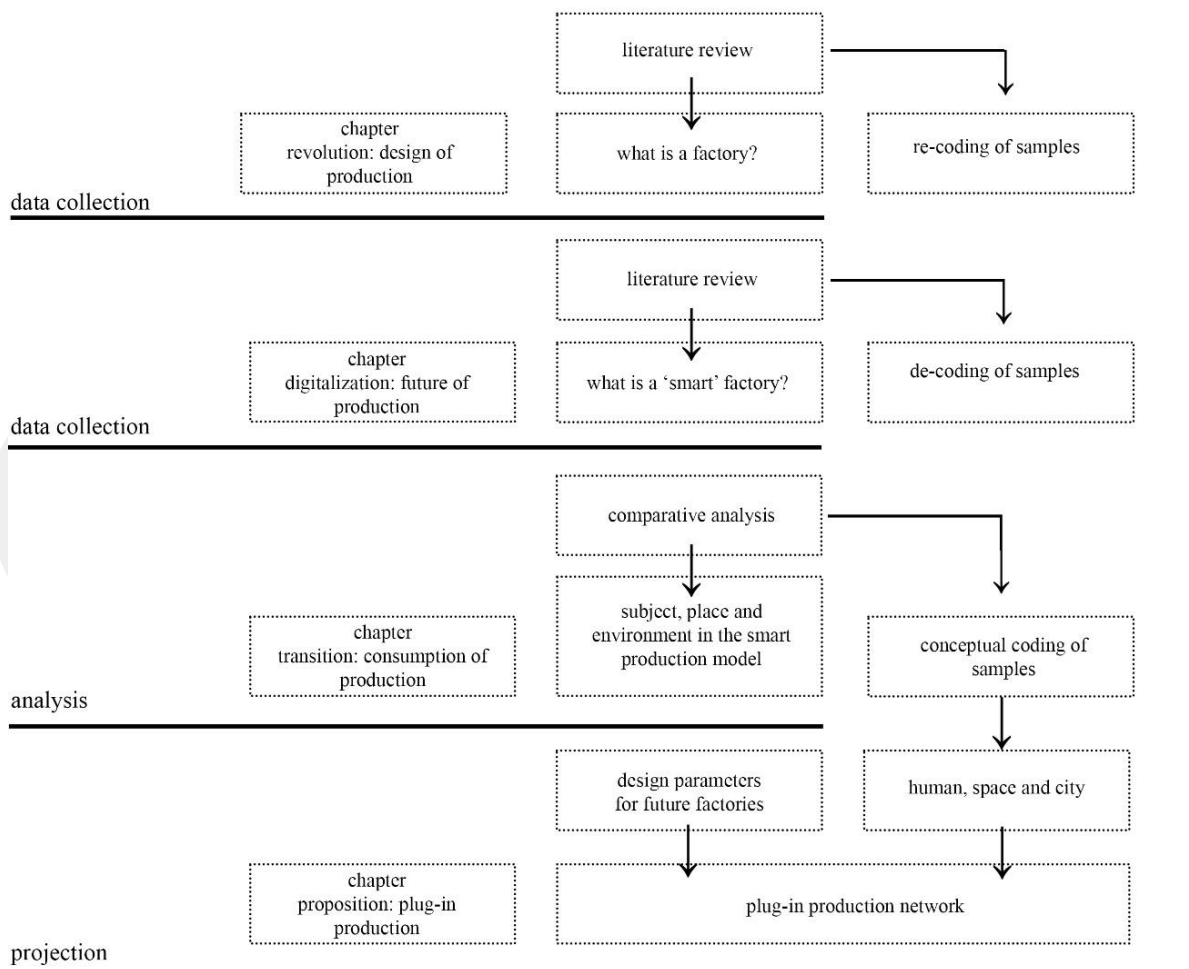 literature review
chapter
revolution: design of
production
what is a factory?
re-coding of samples
data collection
literature review
chapter
digitalization: future of
production
what is a ‘smart’ factory?
de-coding of samples
data collection
comparative analysis
chapter
transition: consumption of
production
subject, place and
environment in the smart
production model
conceptual coding of
samples
analysis
design parameters
for future factories
human, space and city
chapter
proposition: plug-in
production
plug-in production network
projection